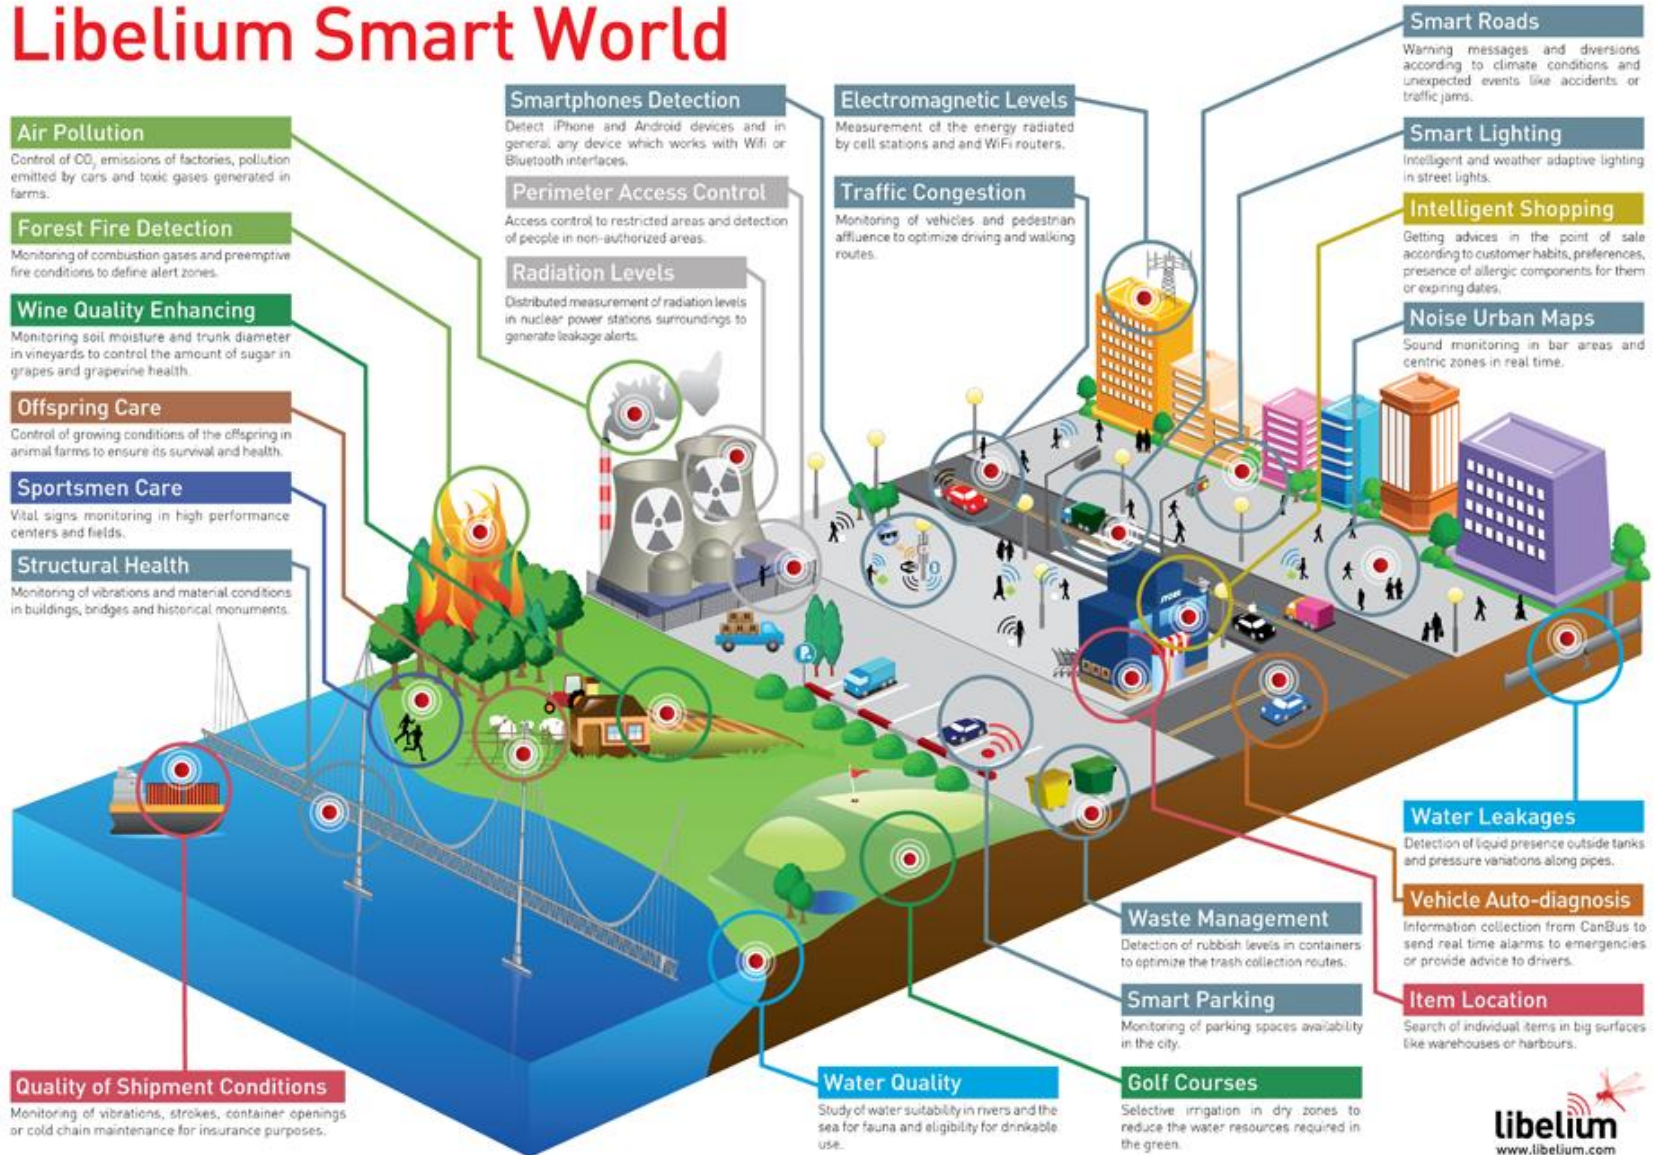 Libelium Smart World
Air Pollution
Control of CO2 emissions of factories, pollution
emitted by cars and toxic gases generated in
farms.
Forest Fire Detection
Monitoring of combustion gases and preemptive
fire conditions to define alert zones.
Wine Quality Enhancing
Monitoring soil moisture and trunk diameter
in vineyards to control the amount of sugar in
grapes and grapevine health.
Offspring Care
Control of growing conditions of the offspring in
animal farms to ensure its survival and health.
Sportsmen Care
Vital signs monitoring in high performance
centers and fields.
Structural Health
Monitoring of vibrations and material conditions
in buildings, bridges and historical monuments.
Quality of Shipment Conditions
Monitoring of vibrations, strokes, container openings
or cold chain maintenance for insurance purposes.
Smartphones Detection
Detect iPhone and Android devices and in
general any device which works with Wifi or
Bluetooth interfaces.
Perimeter Access Control
Access control to restricted areas and detection
of people in non-authorized areas.
Radiation Levels
Distributed measurement of radiation levels
in nuclear power stations surroundings to
generate leakage alerts.
Electromagnetic Levels
Measurement of the energy radiated
by cell stations and and WiFi routers.
Traffic Congestion
Monitoring of vehicles and pedestrian
affluence to optimize driving and walking
routes.
Smart Roads
Warning messages and diversions
according to climate conditions and
unexpected events like accidents or
traffic jams.
Smart Lighting
Intelligent and weather adaptive lighting
in street lights.
Intelligent Shopping
Getting advices in the point of sale
according to customer habits, preferences,
presence of allergic components for them
or expiring dates.
Noise Urban Maps
Sound monitoring in bar areas and
centric zones in real time.
STORE
P
Water Leakages
Detection of liquid presence outside tanks
and pressure variations along pipes.
Vehicle Auto-diagnosis
Information collection from CanBus to
send real time alarms to emergencies
or provide advice to drivers.
Item Location
Search of individual items in big surfaces
like warehouses or harbours.
Waste Management
Detection of rubbish levels in containers
to optimize the trash collection routes.
Smart Parking
Monitoring of parking spaces availability
in the city.
Golf Courses
Selective irrigation in dry zones to
reduce the water resources required in
the green.
Water Quality
Study of water suitability in rivers and the
sea for fauna and eligibility for drinkable
use.
libelium
www.libelium.com